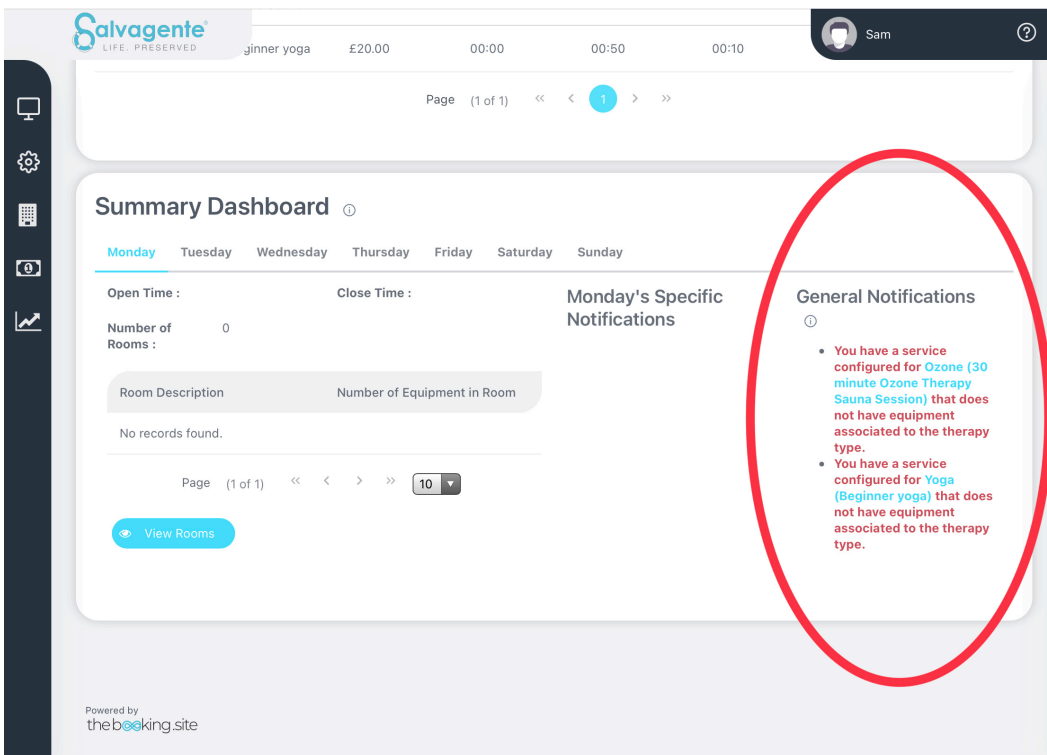 Salvagente®
LIFE. PRESERVED
ginner yoga £20.00 00:00 00:50 00:10
Sam
Page (1 of 1) « < 1 > »
Summary Dashboard
Monday Tuesday Wednesday Thursday Friday Saturday Sunday
Open Time : Close Time :
Number of
Rooms :
0
Room Description Number of Equipment in Room
No records found.
Page (1 of 1) « < > » 10
View Rooms
Monday's Specific
Notifications
General Notifications
• You have a service
configured for Ozone (30
minute Ozone Therapy
Sauna Session) that does
not have equipment
associated to the therapy
type.
• You have a service
configured for Yoga
(Beginner yoga) that does
not have equipment
associated to the therapy
type.
Powered by
thebooking.site